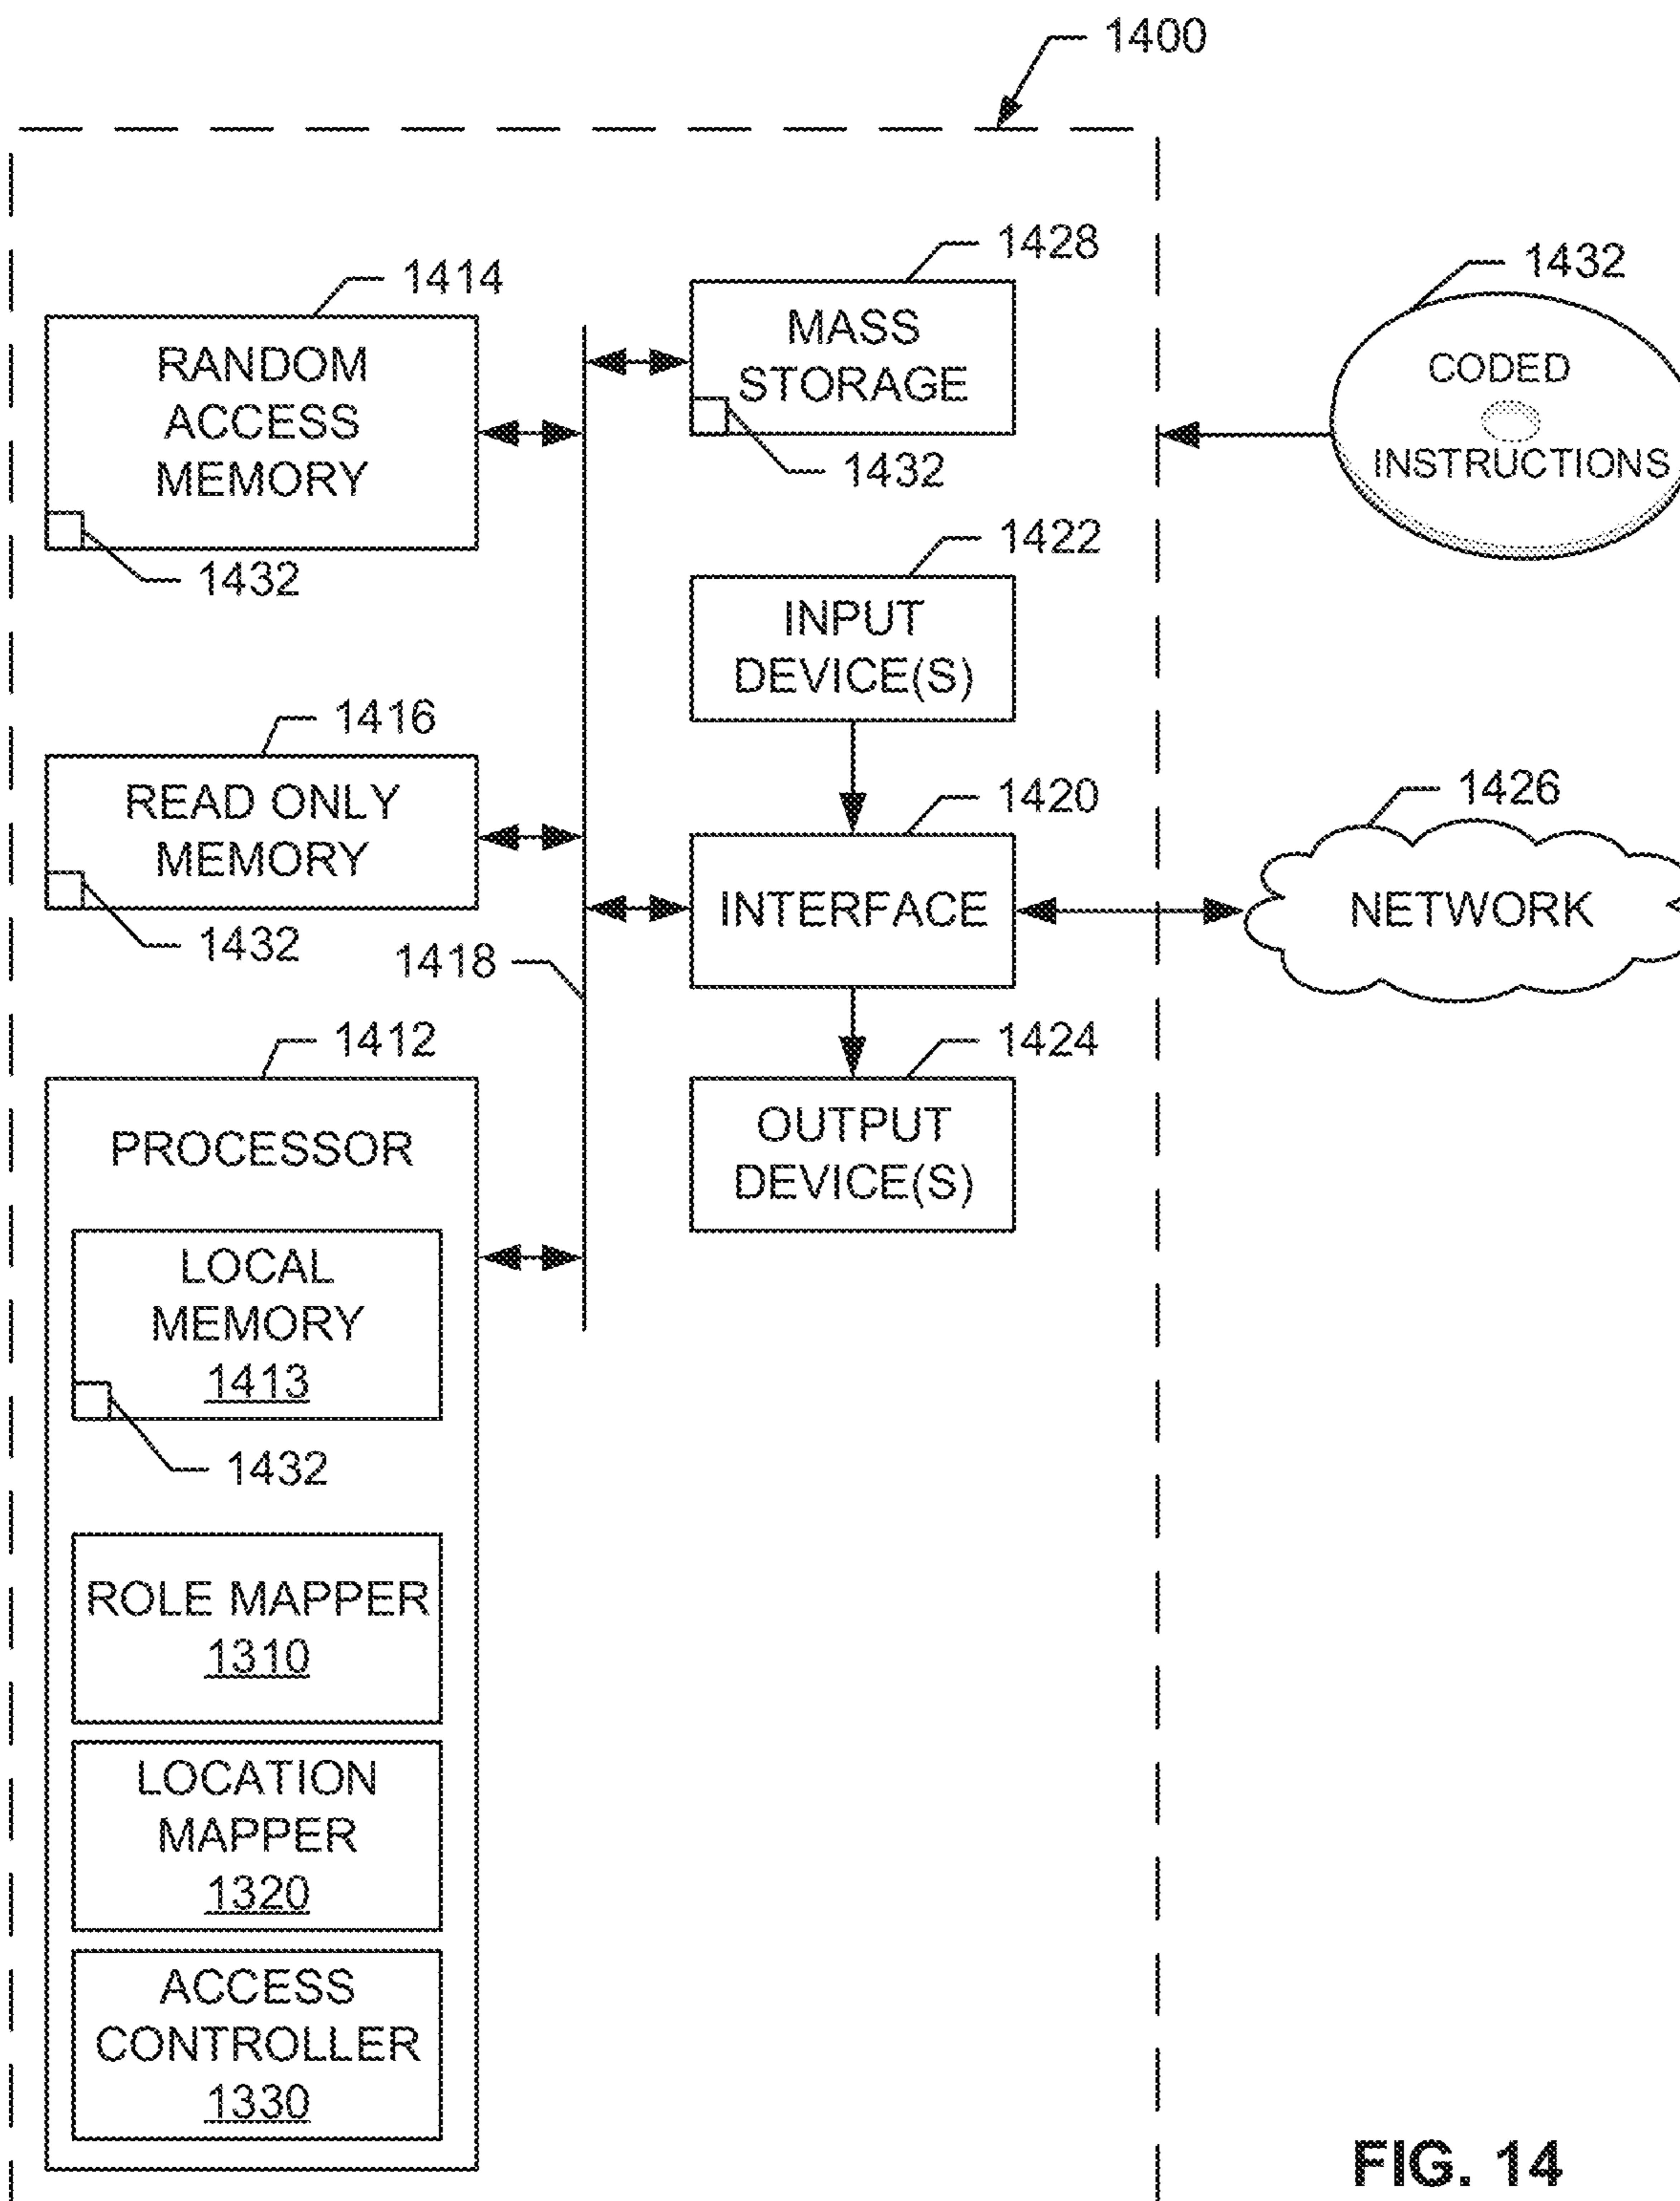 1400
1414
RANDOM
ACCESS
MEMORY
1432
1428
MASS
STORAGE
1432
1432
CODED
INSTRUCTIONS
1422
INPUT
DEVICE(S)
1416
READ ONLY
MEMORY
1432
1418
1420
INTERFACE
1426
NETWORK
1424
OUTPUT
DEVICE(S)
1412
PROCESSOR
LOCAL
MEMORY
1413
1432
ROLE MAPPER
1310
LOCATION
MAPPER
1320
ACCESS
CONTROLLER
1330
FIG. 14